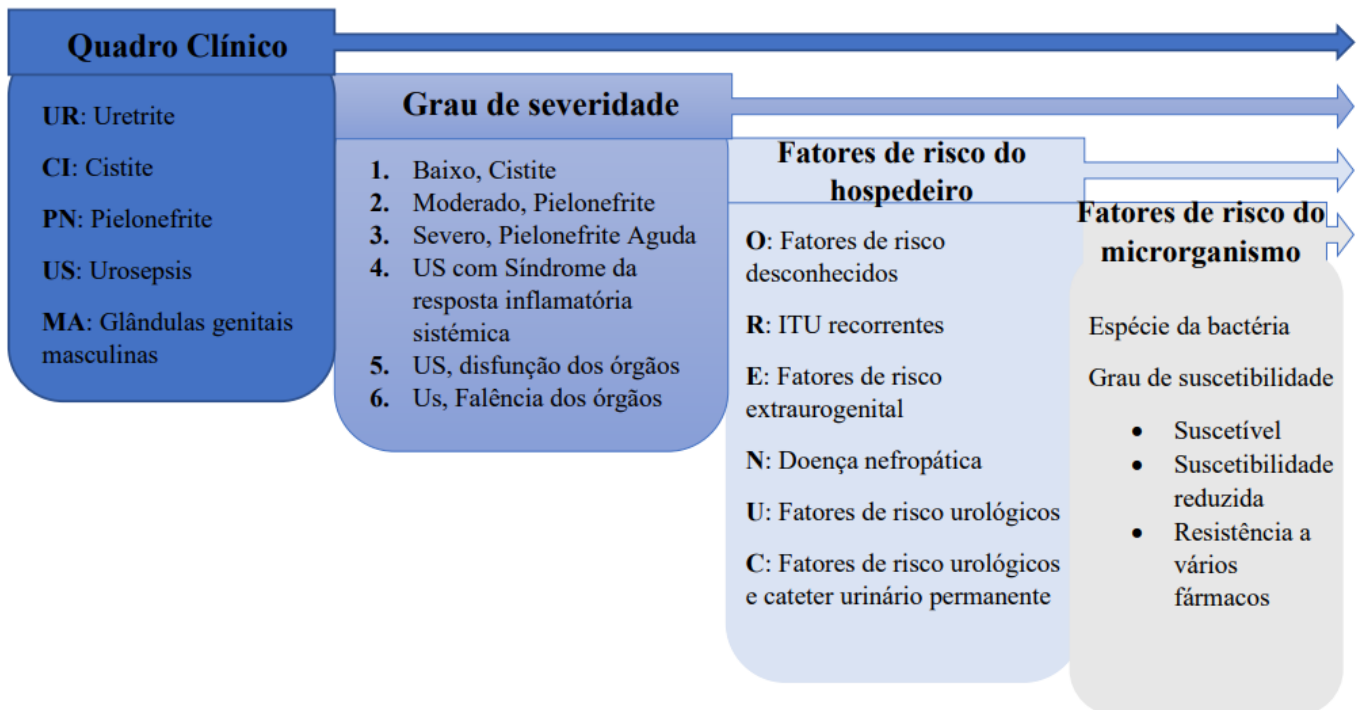 Quadro Clínico
UR: Uretrite
CI: Cistite
PN: Pielonefrite
US: Urosepsis
MA: Glândulas genitais
masculinas
Grau de severidade
1. Baixo, Cistite
2. Moderado, Pielonefrite
3. Severo, Pielonefrite Aguda
4. US com Síndrome da
resposta inflamatória
sistémica
5. US, disfunção dos órgãos
6. Us, Falência dos órgãos
Fatores de risco do
hospedeiro
O: Fatores de risco
desconhecidos
R: ITU recorrentes
E: Fatores de risco
extraurogenital
N: Doença nefropática
U: Fatores de risco urológicos
C: Fatores de risco urológicos
e cateter urinário permanente
Fatores de risco do
microrganismo
Espécie da bactéria
Grau de suscetibilidade
• Suscetível
• Suscetibilidade
reduzida
• Resistência a
vários
fármacos